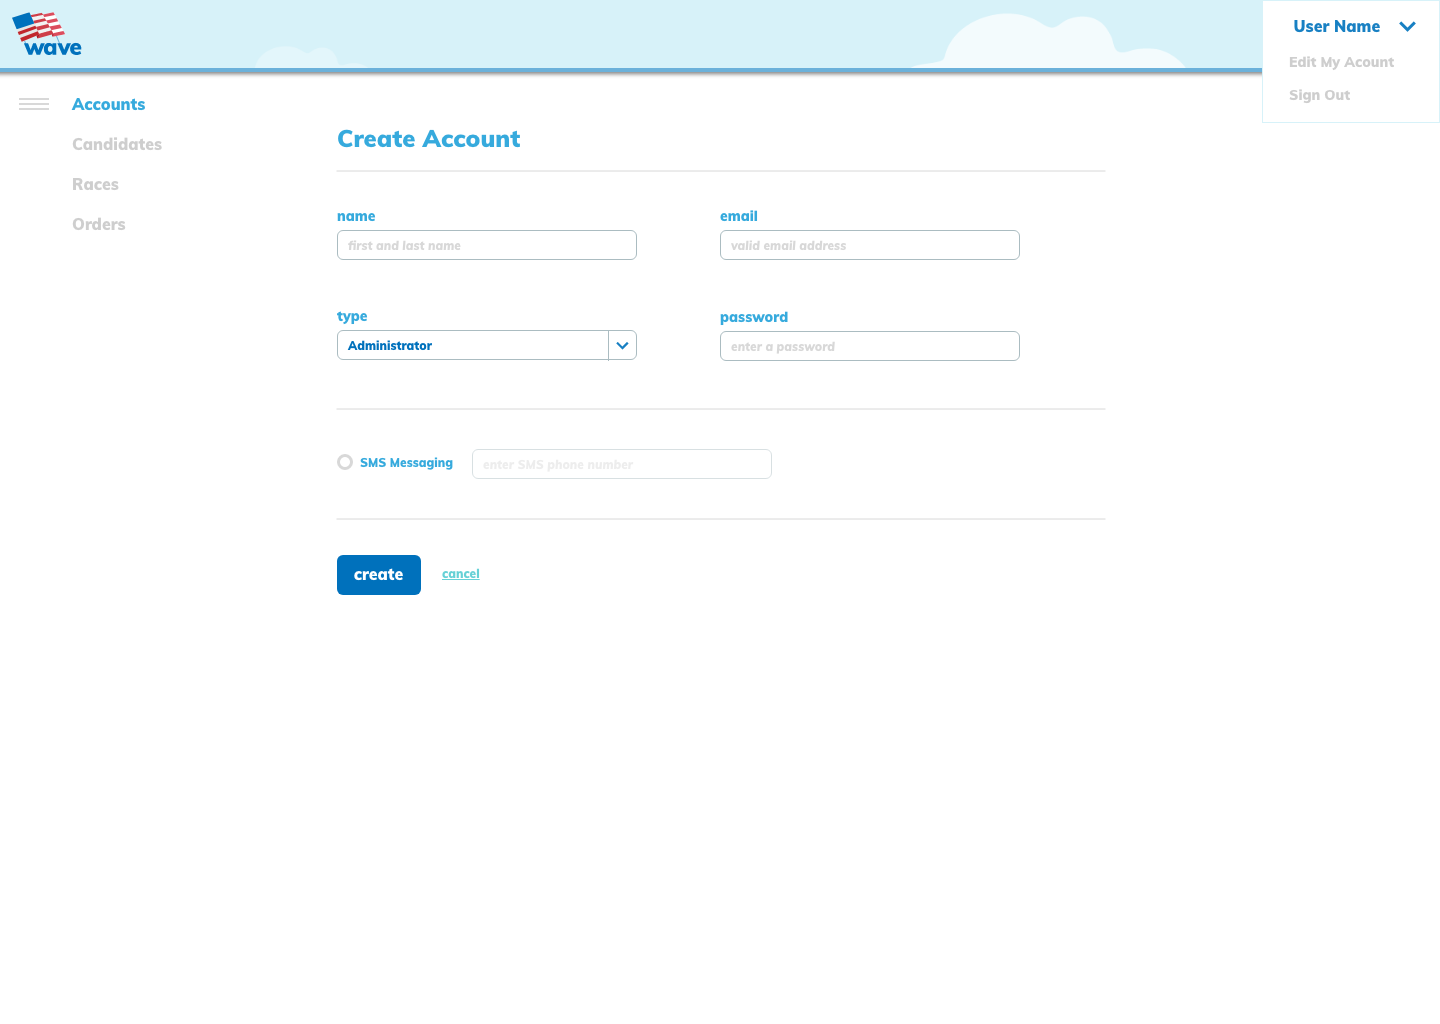 wave
User Name
Edit My Acount
Sign Out
Accounts
Candidates
Races
Orders
Create Account
name
email
first and last name
valid email address
type
password
Administrator
enter a password
SMS Messaging
enter SMS phone number
create
cancel